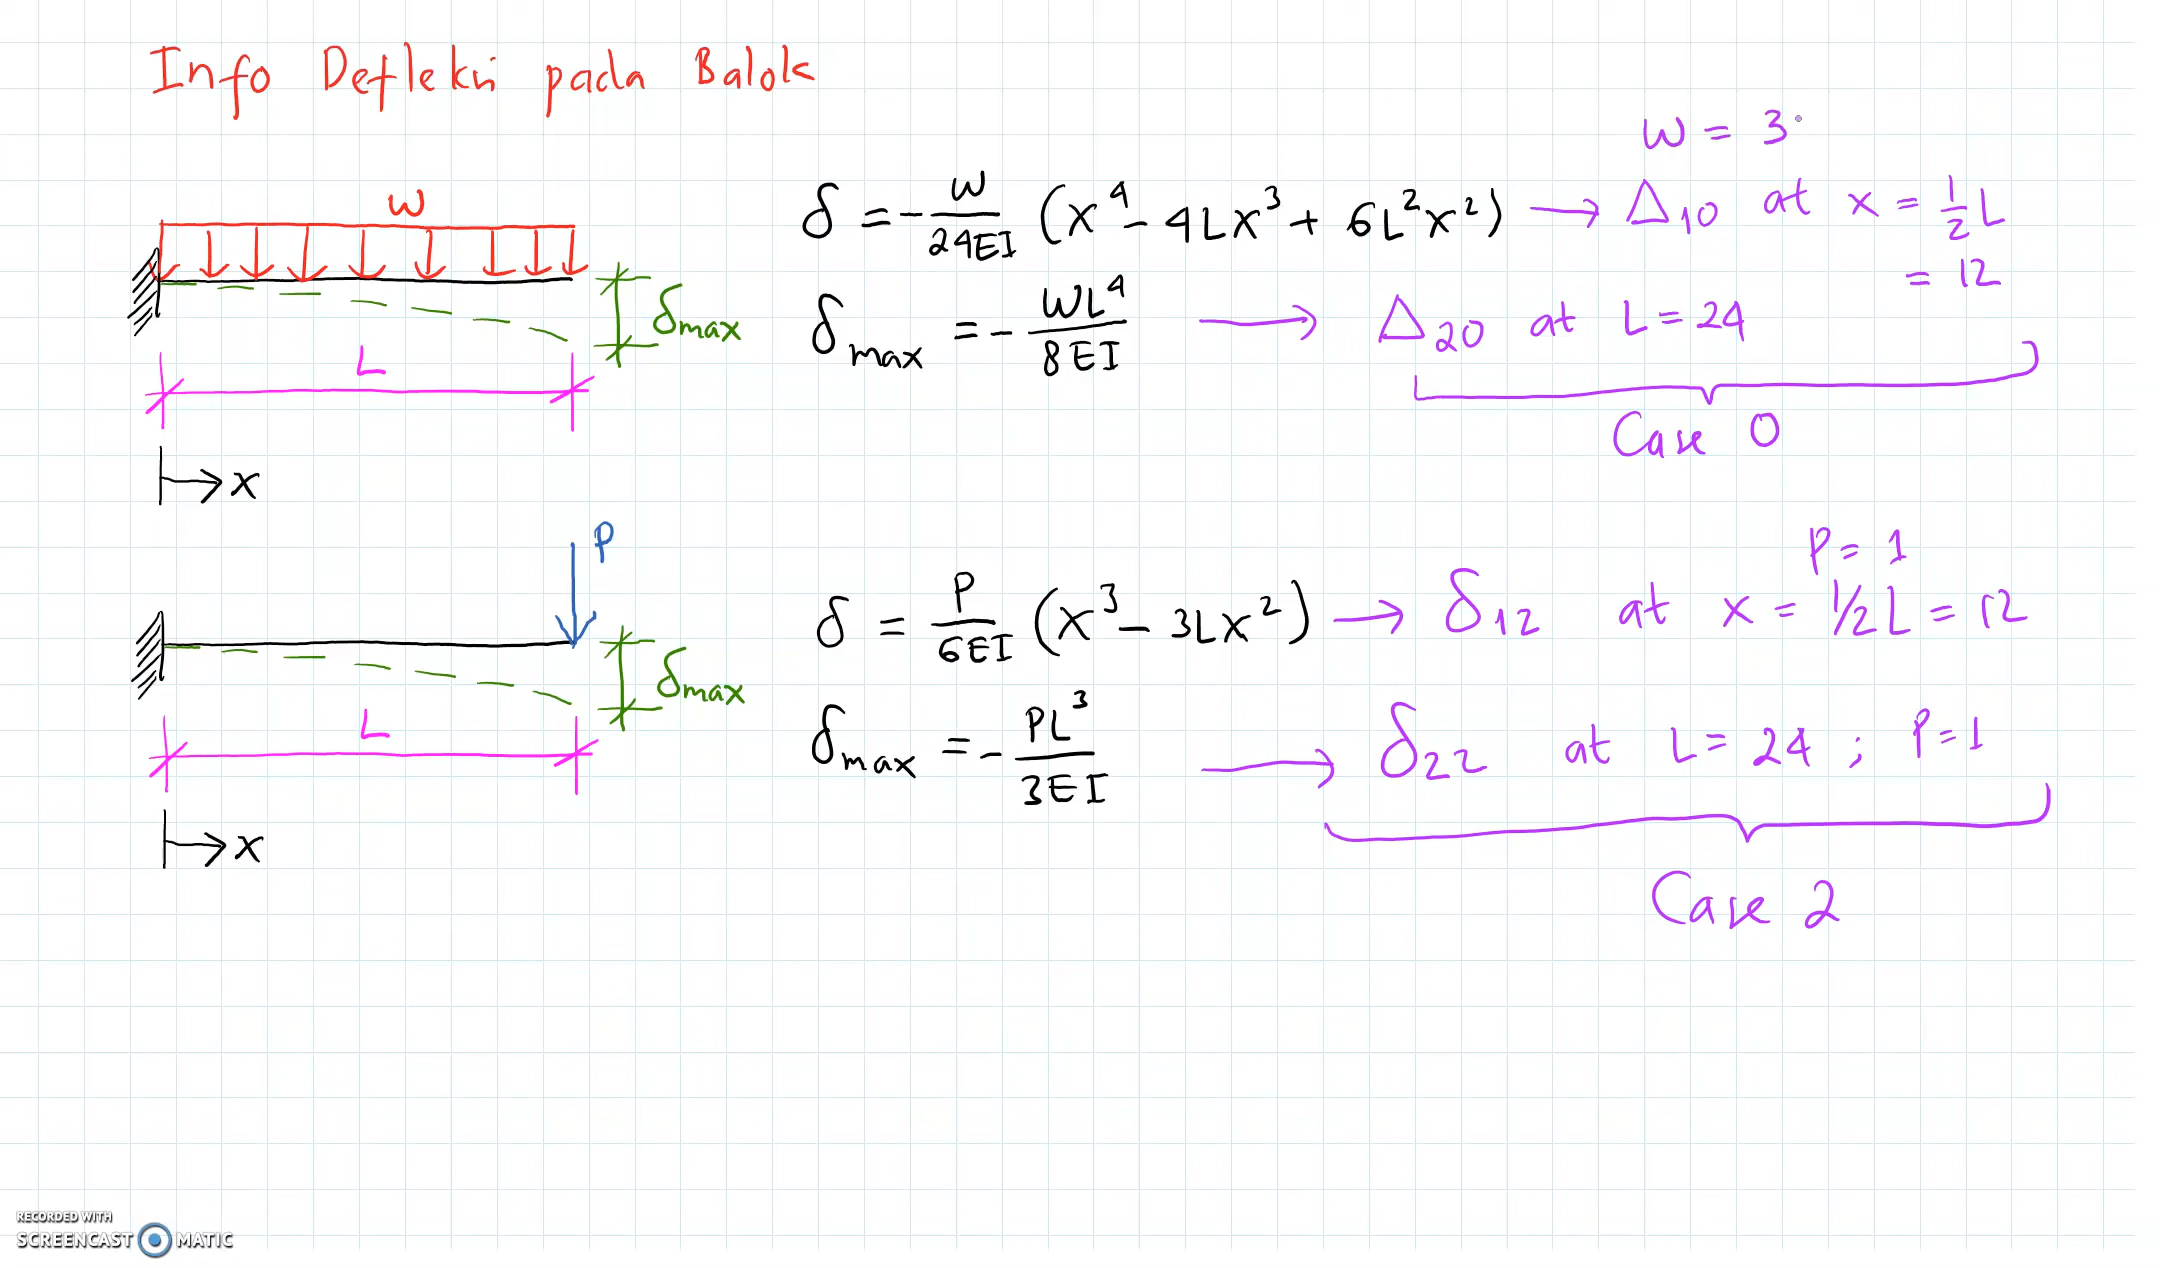 Info Defleksi pada Balok
W = 3
W
δ = - W/24EI (x⁴ - 4Lx³ + 6L²x²) → Δ10 at x = 1/2 L
= 12
δmax
δmax = - WL⁴/8EI → Δ20 at L = 24
L
Case 0
x
P
P = 1
δ = P/6EI (x³ - 3Lx²) → δ12 at x = 1/2 L = 12
δmax
δmax = - PL³/3EI → δ22 at L = 24 ; P = 1
L
x
Case 2
RECORDED WITH
SCREENCAST MATIC